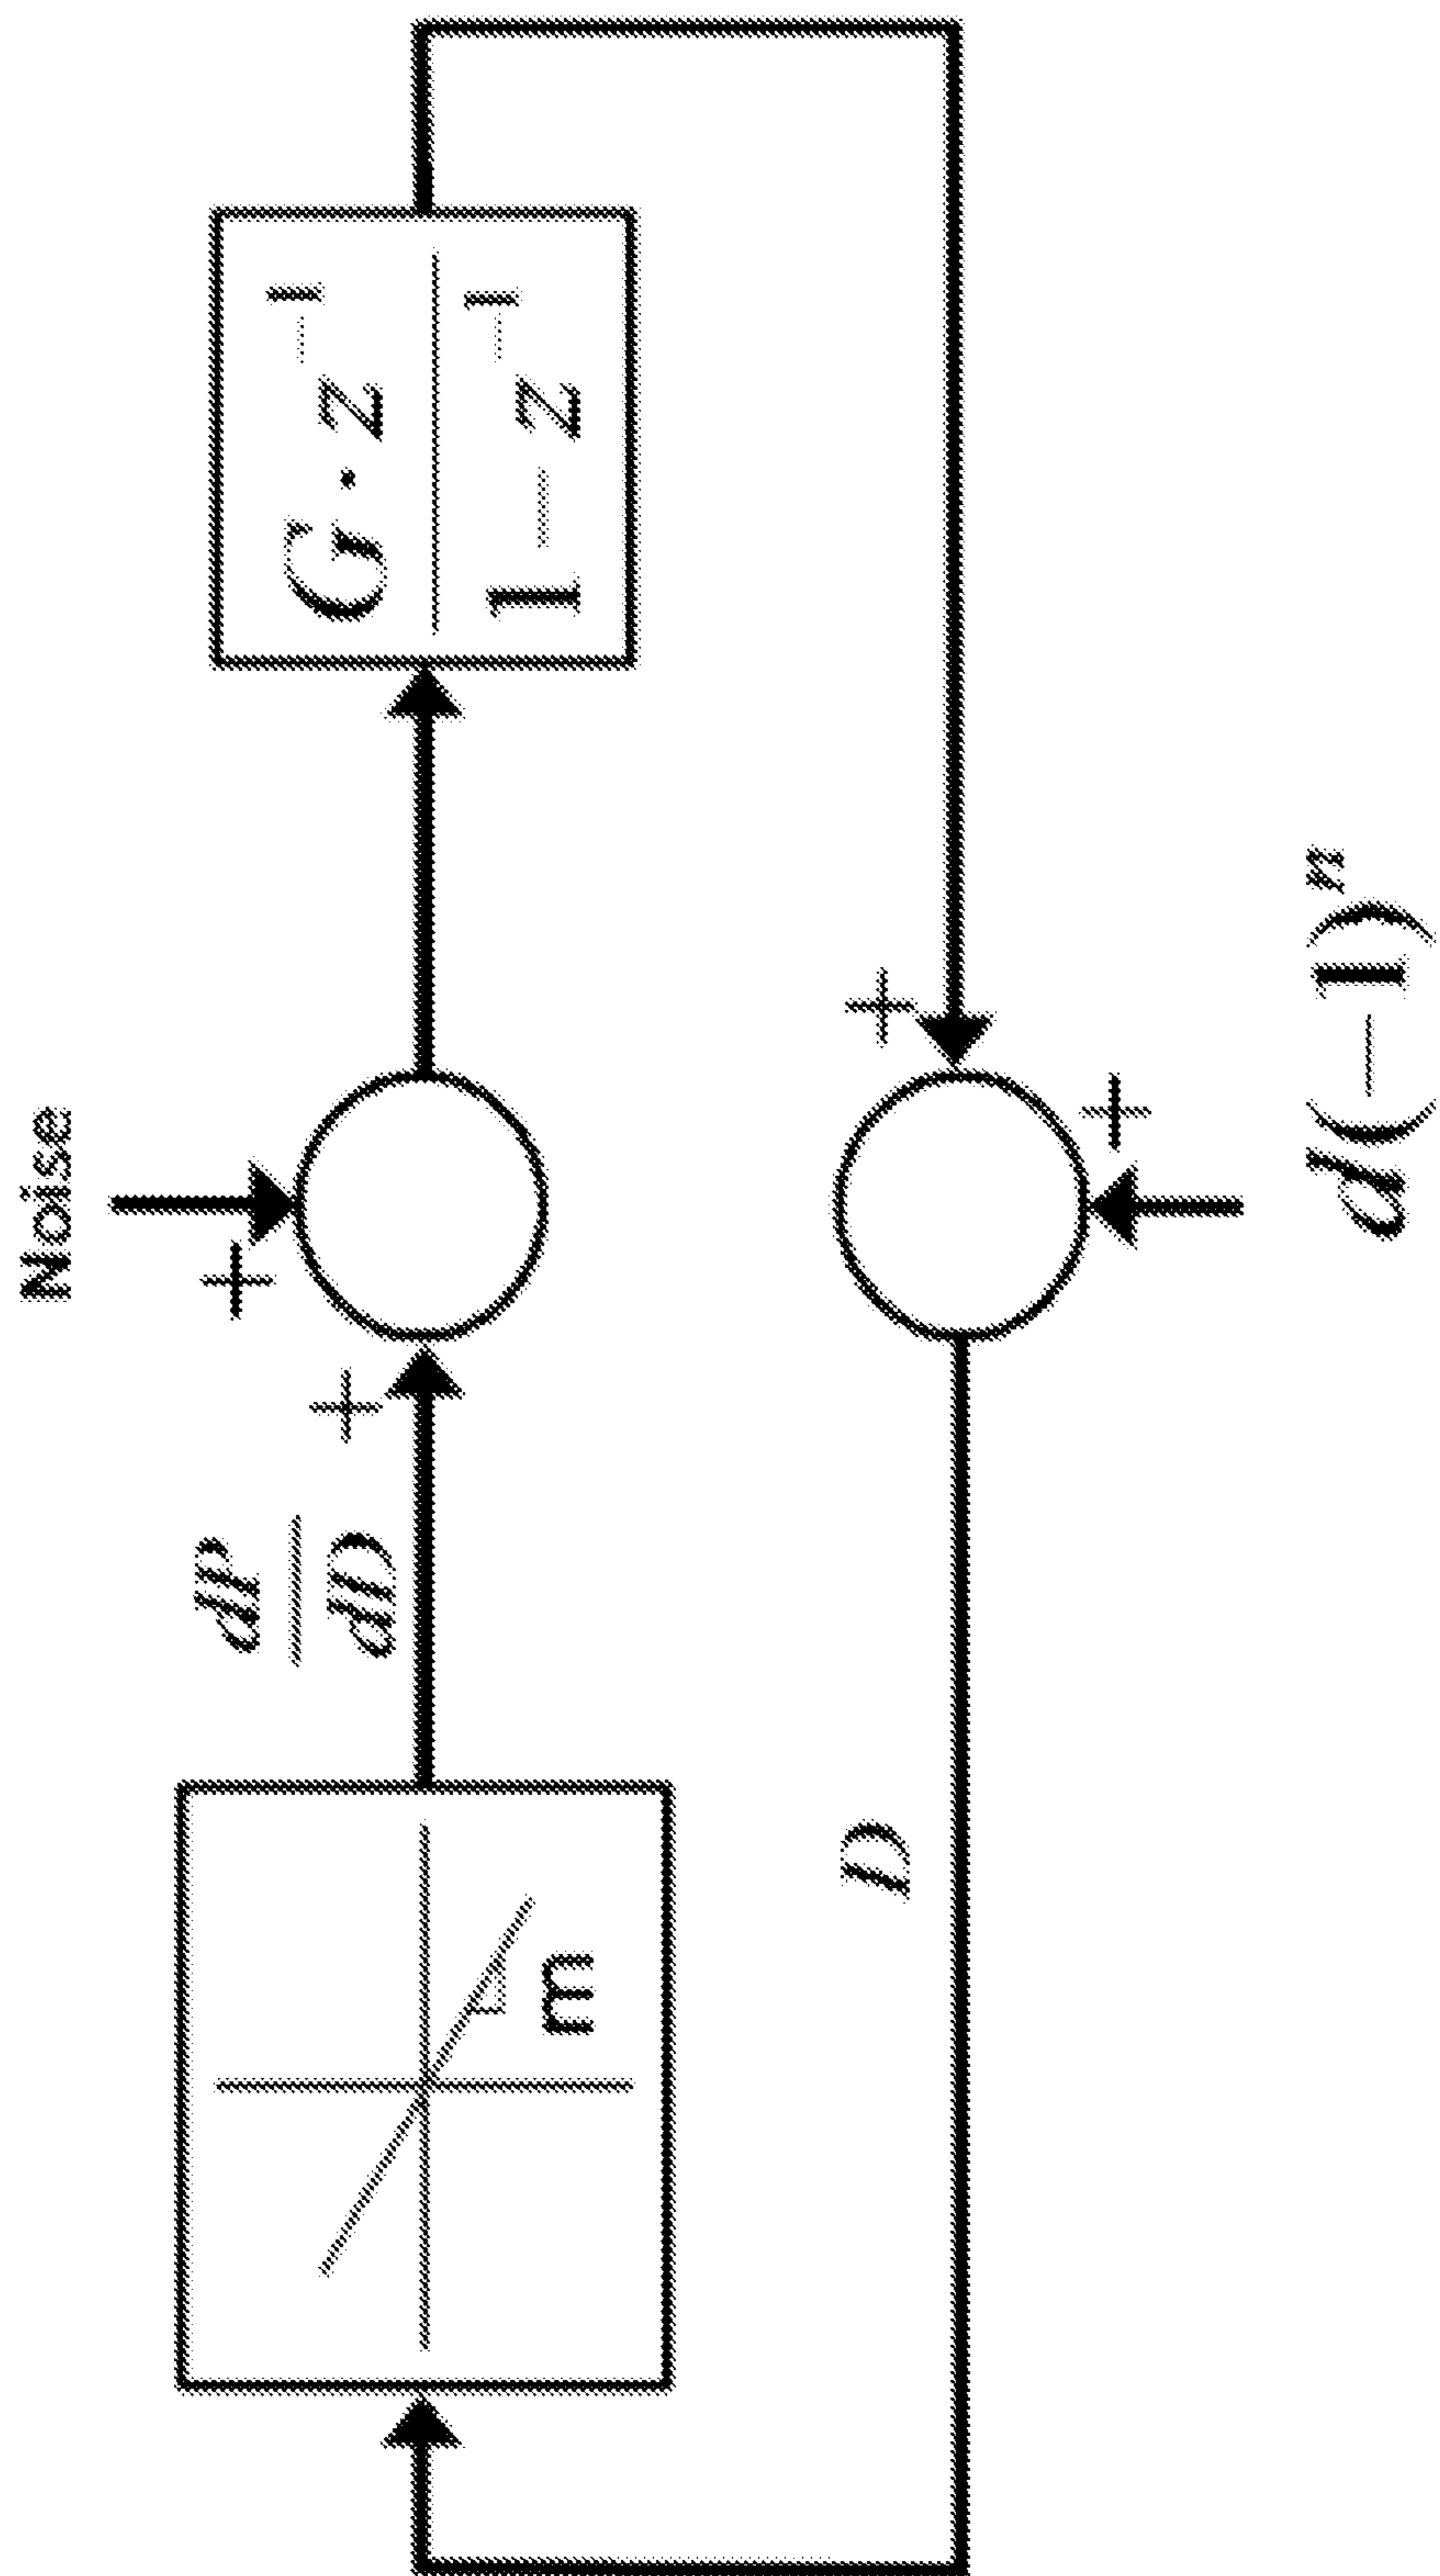 Noise
+
+
dP
dD
m
G · z⁻¹
1 − z⁻¹
D
+
+
d(−1)ⁿ